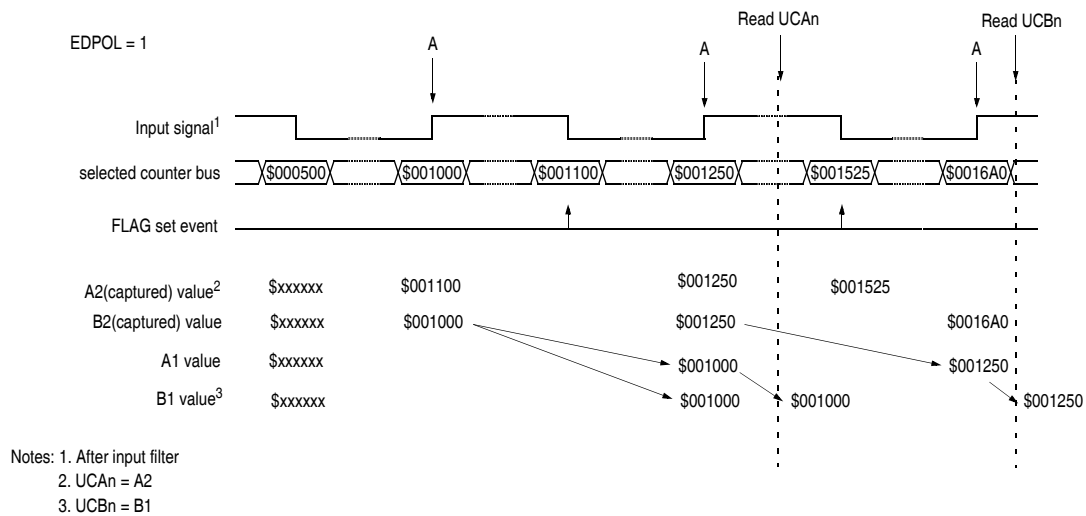 Read UCAn
Read UCBn
EDPOL = 1
A
A
A
Input signal1
selected counter bus
$000500
$001000
$001100
$001250
$001525
$0016A0
FLAG set event
A2(captured) value2
$xxxxxx
$001100
$001250
$001525
B2(captured) value
$xxxxxx
$001000
$001250
$0016A0
A1 value
$xxxxxx
$001000
$001250
B1 value3
$xxxxxx
$001000
$001000
$001250
Notes: 1. After input filter
2. UCAn = A2
3. UCBn = B1